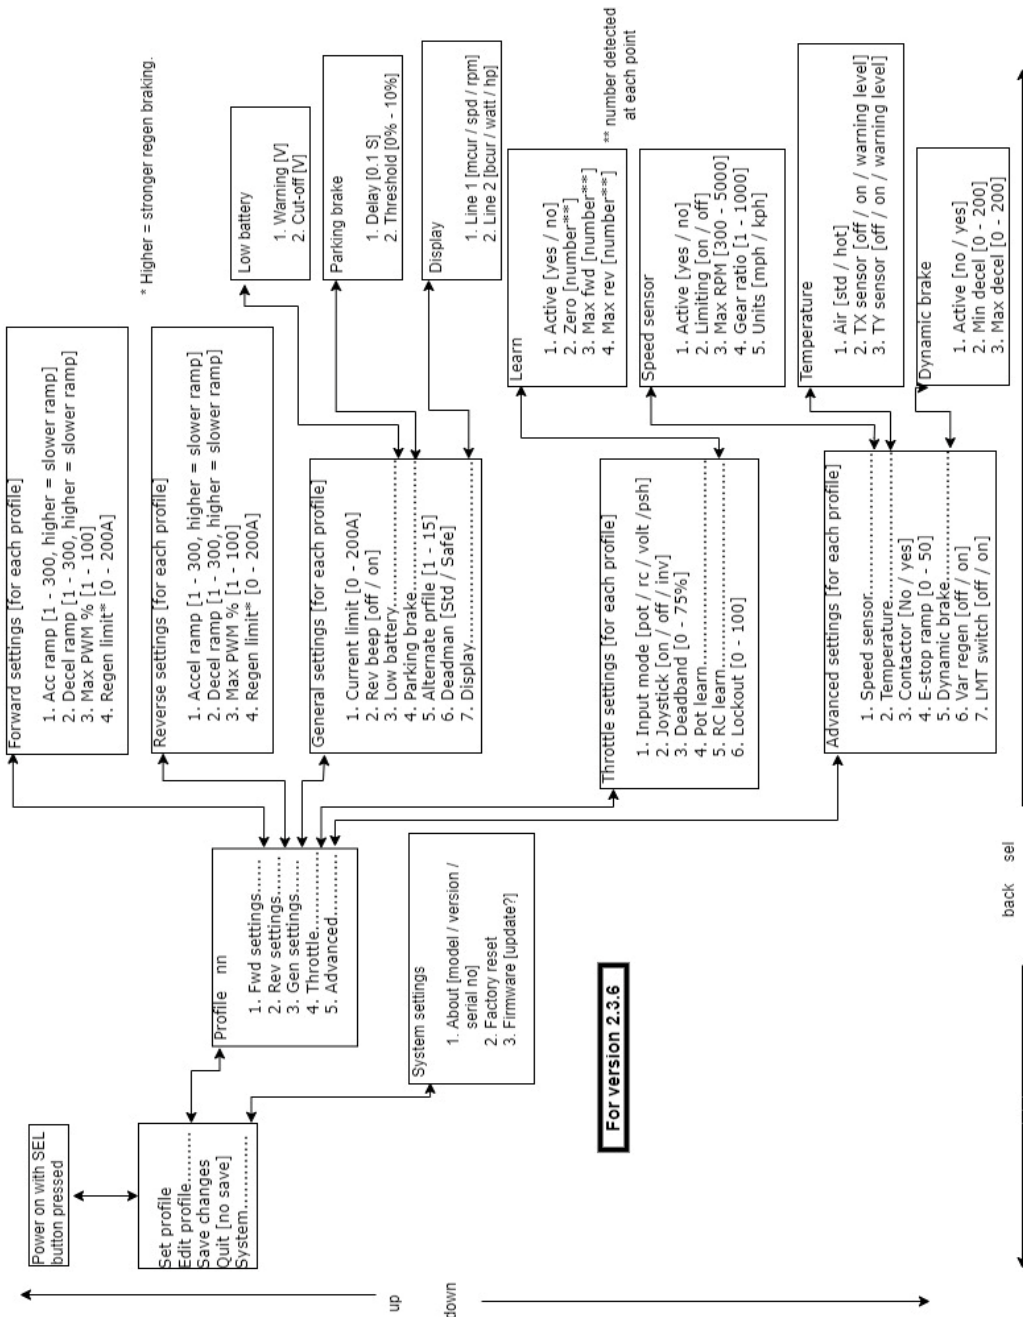 Power on with SEL
button pressed
Set profile
Edit profile..........
Save changes
Quit [no save]
System..................
Profile nn
1. Fwd settings......
2. Rev settings.......
3. Gen settings......
4. Throttle..............
5. Advanced...........
System settings
1. About [model / version /
serial no]
2. Factory reset
3. Firmware [update?]
For version 2.3.6
Forward settings [for each profile]
1. Acc ramp [1 - 300, higher = slower ramp]
2. Decel ramp [1 - 300, higher = slower ramp]
3. Max PWM % [1 - 100]
4. Regen limit* [0 - 200A]
Reverse settings [for each profile]
1. Accel ramp [1 - 300, higher = slower ramp]
2. Decel ramp [1 - 300, higher = slower ramp]
3. Max PWM % [1 - 100]
4. Regen limit* [0 - 200A]
General settings [for each profile]
1. Current limit [0 - 200A]
2. Rev beep [off / on]
3. Low battery......................
4. Parking brake....................
5. Alternate prfile [1 - 15]
6. Deadman [Std / Safe]
7. Display............................
Throttle settings [for each profile]
1. Input mode [pot / rc / volt /psh]
2. Joystick [on / off / inv]
3. Deadband [0 - 75%]
4. Pot learn...............................
5. RC learn................................
6. Lockout [0 - 100]
Advanced settings [for each profile]
1. Speed sensor....................
2. Temperature.....................
3. Contactor [No / yes]
4. E-stop ramp [0 - 50]
5. Dynamic brake..................
6. Var regen [off / on]
7. LMT switch [off / on]
* Higher = stronger regen braking.
Low battery
1. Warning [V]
2. Cut-off [V]
Parking brake
1. Delay [0.1 S]
2. Threshold [0% - 10%]
Display
1. Line 1 [mcur / spd / rpm]
2. Line 2 [bcur / watt / hp]
Learn
1. Active [yes / no]
2. Zero [number**]
3. Max fwd [number**]
4. Max rev [number**]
** number detected
at each point
Speed sensor
1. Active [yes / no]
2. Limiting [on / off]
3. Max RPM [300 - 5000]
4. Gear ratio [1 - 1000]
5. Units [mph / kph]
Temperature
1. Air [std / hot]
2. TX sensor [off / on / warning level]
3. TY sensor [off / on / warning level]
Dynamic brake
1. Active [no / yes]
2. Min decel [0 - 200]
3. Max decel [0 - 200]
up
down
back sel